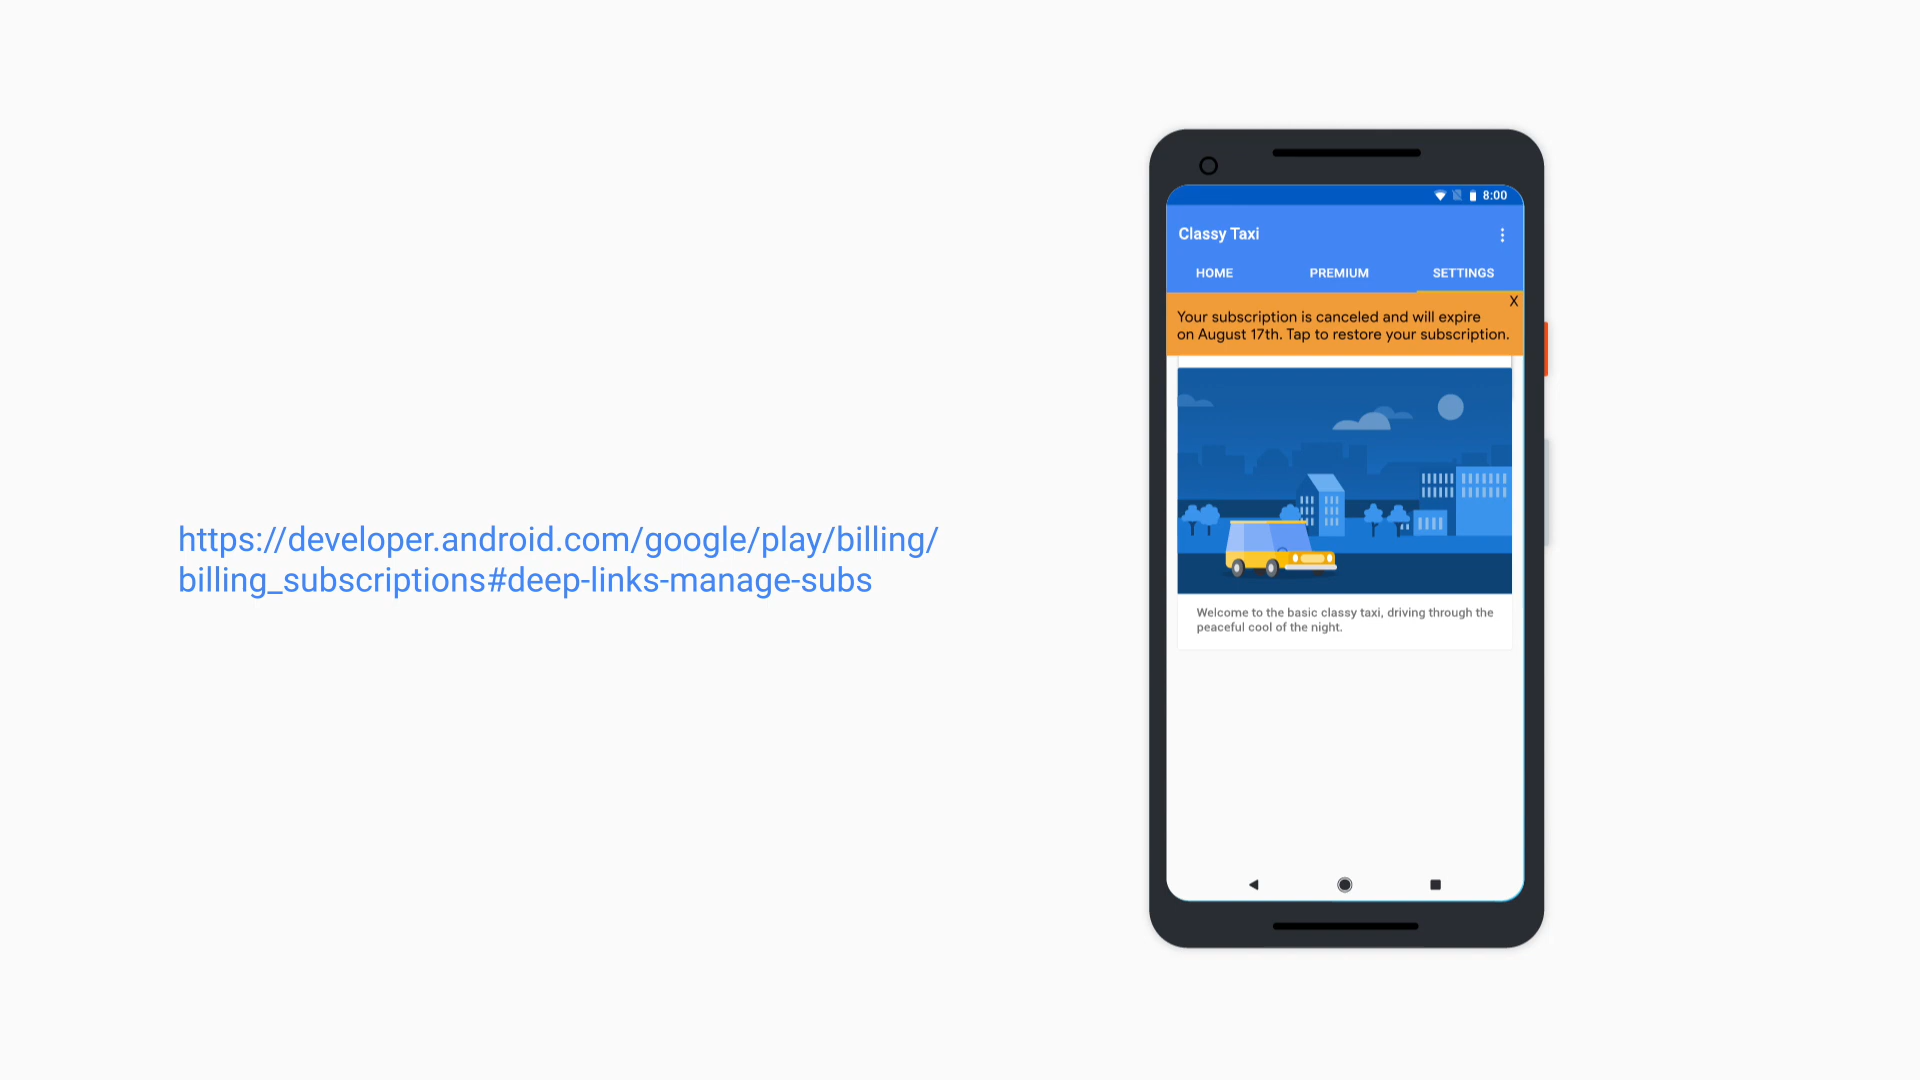 https://developer.android.com/google/play/billing/
billing_subscriptions#deep-links-manage-subs
8:00
Classy Taxi
HOME PREMIUM SETTINGS
X
Your subscription is canceled and will expire
on August 17th. Tap to restore your subscription.
Welcome to the basic classy taxi, driving through the
peaceful cool of the night.